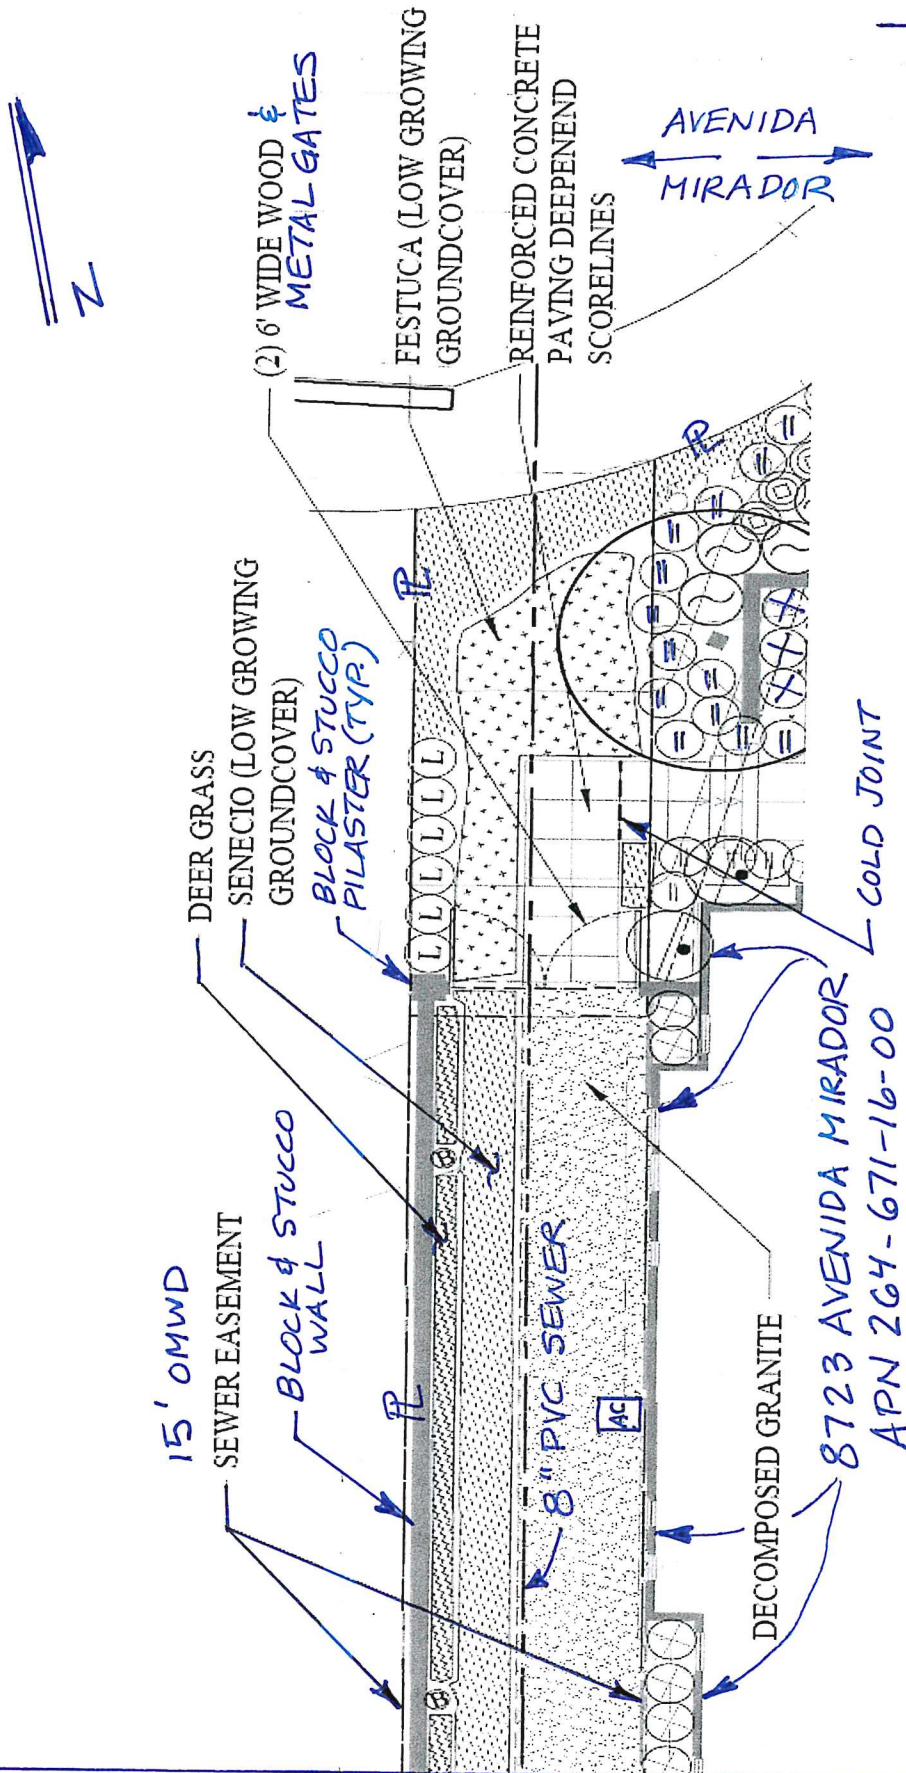 N
(2) 6' WIDE WOOD &
METAL GATES
FESTUCA (LOW GROWING
GROUNDCOVER)
REINFORCED CONCRETE
PAVING DEEPENEND
SCORELINES
AVENIDA
MIRADOR
DEER GRASS
SENECIO (LOW GROWING
GROUNDCOVER)
BLOCK & STUCCO
PILASTER (TYP.)
15' OMWD
SEWER EASEMENT
BLOCK & STUCCO
WALL
PL
PL
PL
L L L L L
B
B
8" PVC SEWER
AC
DECOMPOSED GRANITE
COLD JOINT
8723 AVENIDA MIRADOR
APN 264-671-16-00